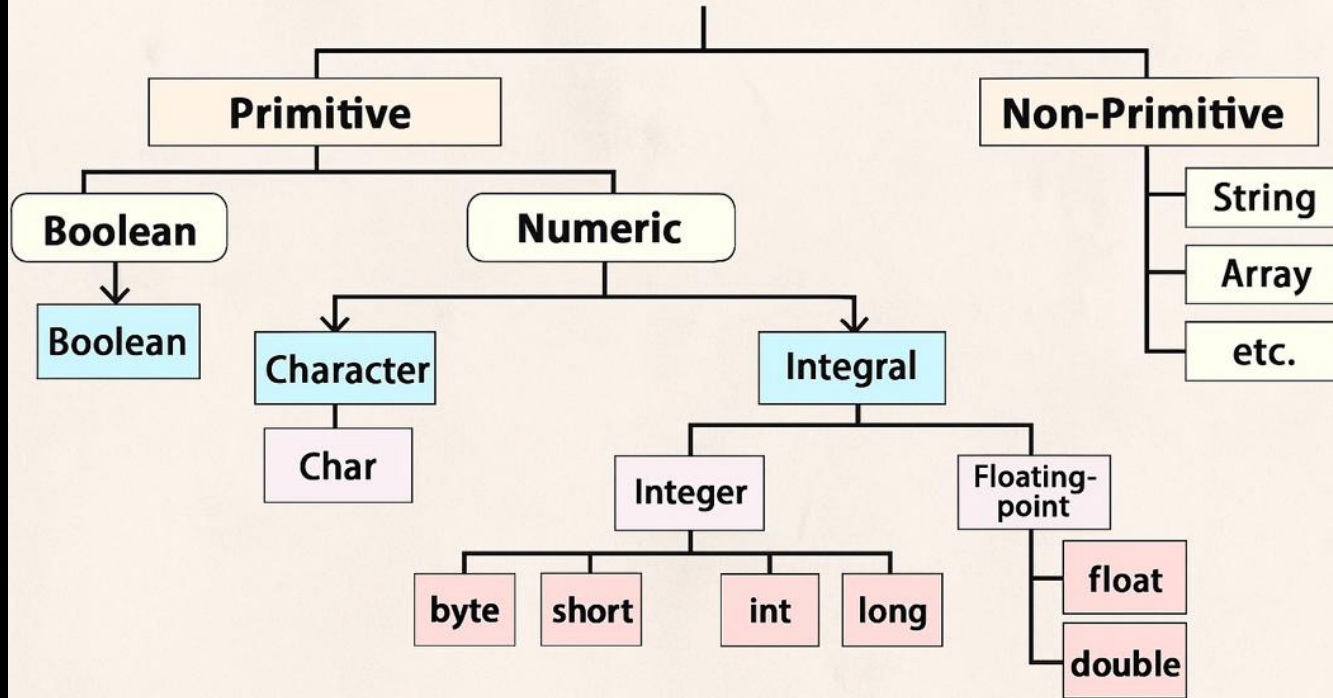 Primitive
Non-Primitive
Boolean
Numeric
String
Array
etc.
Boolean
Character
Integral
Char
Integer
Floating-
point
byte
short
int
long
float
double